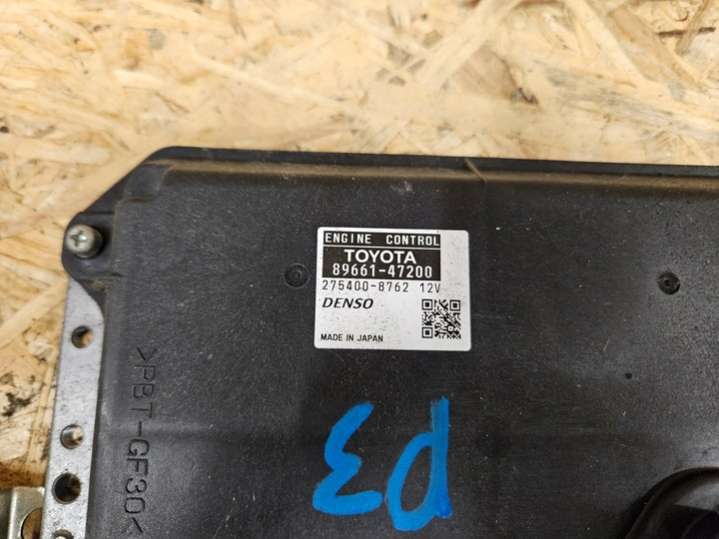 ENGINE CONTROL
TOYOTA
89661-47200
275400-8762 12V
DENSO
MADE IN JAPAN
>PBT-GF30<
P3